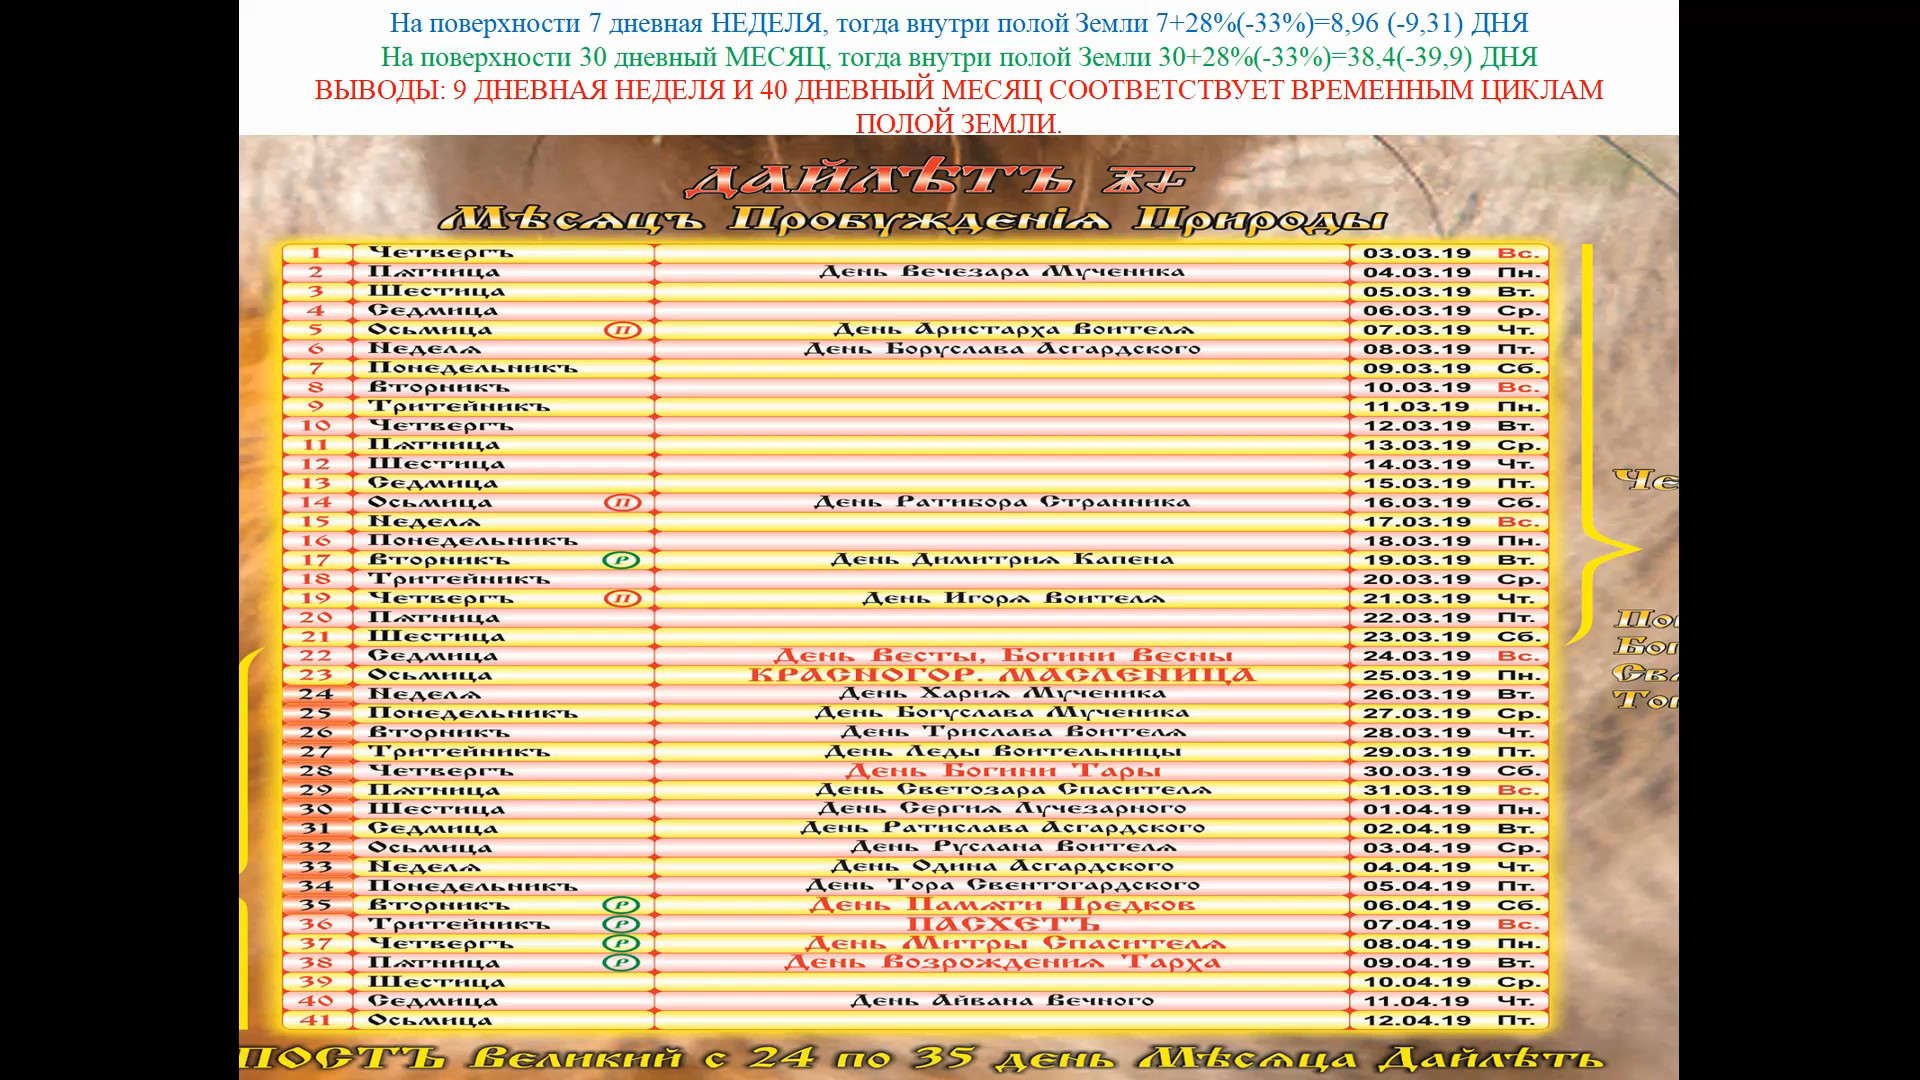 На поверхности 7 дневная НЕДЕЛЯ, тогда внутри полой Земли 7+28%(-33%)=8,96 (-9,31) ДНЯ
На поверхности 30 дневный МЕСЯЦ, тогда внутри полой Земли 30+28%(-33%)=38,4(-39,9) ДНЯ
ВЫВОДЫ: 9 ДНЕВНАЯ НЕДЕЛЯ И 40 ДНЕВНЫЙ МЕСЯЦ СООТВЕТСТВУЕТ ВРЕМЕННЫМ ЦИКЛАМ
ПОЛОЙ ЗЕМЛИ.
ДАЙЛѢТЪ
Мѣсяцъ Пробужденія Природы
1 Четвергъ 03.03.19 Вс.
2 Пятница День Вечезара Мученика 04.03.19 Пн.
3 Шестица 05.03.19 Вт.
4 Седмица 06.03.19 Ср.
5 Осьмица П День Аристарха Воителя 07.03.19 Чт.
6 Неделя День Боруслава Асгардского 08.03.19 Пт.
7 Понедельникъ 09.03.19 Сб.
8 Вторникъ 10.03.19 Вс.
9 Тритейникъ 11.03.19 Пн.
10 Четвергъ 12.03.19 Вт.
11 Пятница 13.03.19 Ср.
12 Шестица 14.03.19 Чт.
13 Седмица 15.03.19 Пт.
14 Осьмица П День Ратибора Странника 16.03.19 Сб.
15 Неделя 17.03.19 Вс.
16 Понедельникъ 18.03.19 Пн.
17 Вторникъ Р День Димитрия Капена 19.03.19 Вт.
18 Тритейникъ 20.03.19 Ср.
19 Четвергъ П День Игоря Воителя 21.03.19 Чт.
20 Пятница 22.03.19 Пт.
21 Шестица 23.03.19 Сб.
22 Седмица День Весты, Богини Весны 24.03.19 Вс.
23 Осьмица КРАСНОГОР. МАСЛЕНИЦА 25.03.19 Пн.
24 Неделя День Хария Мученика 26.03.19 Вт.
25 Понедельникъ День Богуслава Мученика 27.03.19 Ср.
26 Вторникъ День Трислава Воителя 28.03.19 Чт.
27 Тритейникъ День Леды Воительницы 29.03.19 Пт.
28 Четвергъ День Богини Тары 30.03.19 Сб.
29 Пятница День Светозара Спасителя 31.03.19 Вс.
30 Шестица День Сергия Лучезарного 01.04.19 Пн.
31 Седмица День Ратислава Асгардского 02.04.19 Вт.
32 Осьмица День Руслана Воителя 03.04.19 Ср.
33 Неделя День Одина Асгардского 04.04.19 Чт.
34 Понедельникъ День Тора Свентогардского 05.04.19 Пт.
35 Вторникъ Р День Памяти Предков 06.04.19 Сб.
36 Тритейникъ Р ПАСХЕТЪ 07.04.19 Вс.
37 Четвергъ Р День Митры Спасителя 08.04.19 Пн.
38 Пятница Р День Возрождения Тарха 09.04.19 Вт.
39 Шестица 10.04.19 Ср.
40 Седмица День Айвана Вечного 11.04.19 Чт.
41 Осьмица 12.04.19 Пт.
ПОСТЪ Великий с 24 по 35 день Мѣсяца Дайлѣть